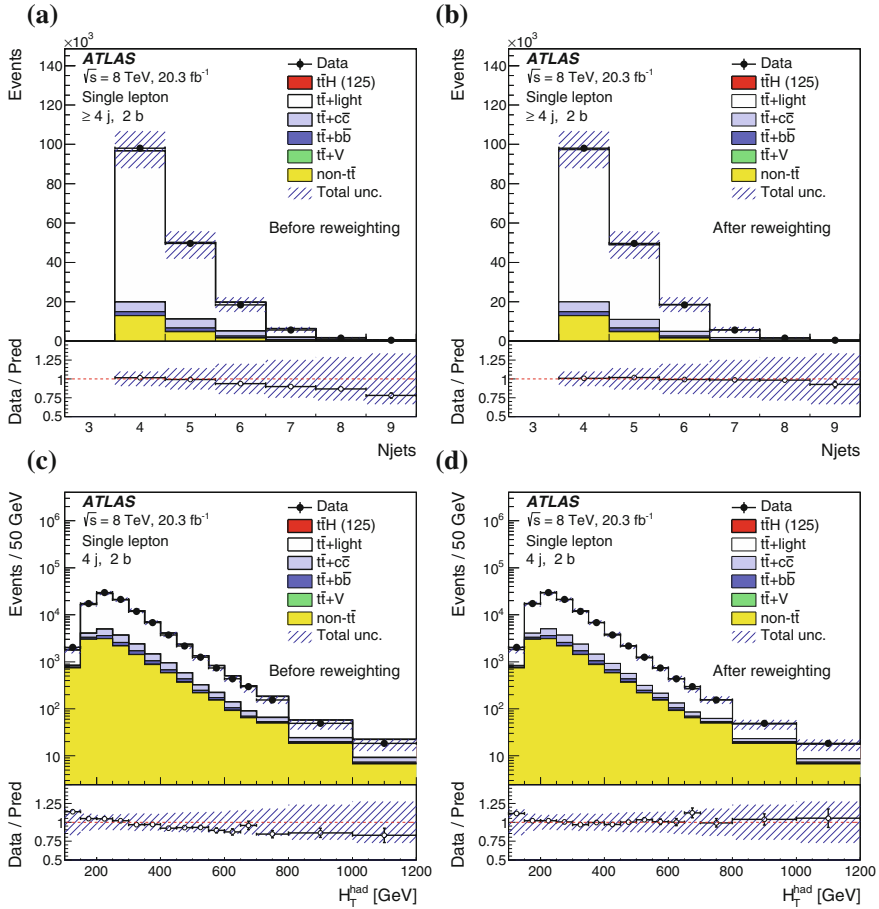 (a)
×10³
Events
140
120
100
80
60
40
20
0
ATLAS
√s = 8 TeV, 20.3 fb⁻¹
Single lepton
≥ 4 j, 2 b
Data
tt̄H (125)
tt̄+light
tt̄+cc̄
tt̄+bb̄
tt̄+V
non-tt̄
Total unc.
Before reweighting
Data / Pred
1.25
1
0.75
0.5
3 4 5 6 7 8 9
Njets
(b)
×10³
Events
140
120
100
80
60
40
20
0
ATLAS
√s = 8 TeV, 20.3 fb⁻¹
Single lepton
≥ 4 j, 2 b
Data
tt̄H (125)
tt̄+light
tt̄+cc̄
tt̄+bb̄
tt̄+V
non-tt̄
Total unc.
After reweighting
Data / Pred
1.25
1
0.75
0.5
3 4 5 6 7 8 9
Njets
(c)
Events / 50 GeV
10⁶
10⁵
10⁴
10³
10²
10
ATLAS
√s = 8 TeV, 20.3 fb⁻¹
Single lepton
4 j, 2 b
Data
tt̄H (125)
tt̄+light
tt̄+cc̄
tt̄+bb̄
tt̄+V
non-tt̄
Total unc.
Before reweighting
Data / Pred
1.25
1
0.75
0.5
200 400 600 800 1000 1200
H_T^had [GeV]
(d)
Events / 50 GeV
10⁶
10⁵
10⁴
10³
10²
10
ATLAS
√s = 8 TeV, 20.3 fb⁻¹
Single lepton
4 j, 2 b
Data
tt̄H (125)
tt̄+light
tt̄+cc̄
tt̄+bb̄
tt̄+V
non-tt̄
Total unc.
After reweighting
Data / Pred
1.25
1
0.75
0.5
200 400 600 800 1000 1200
H_T^had [GeV]